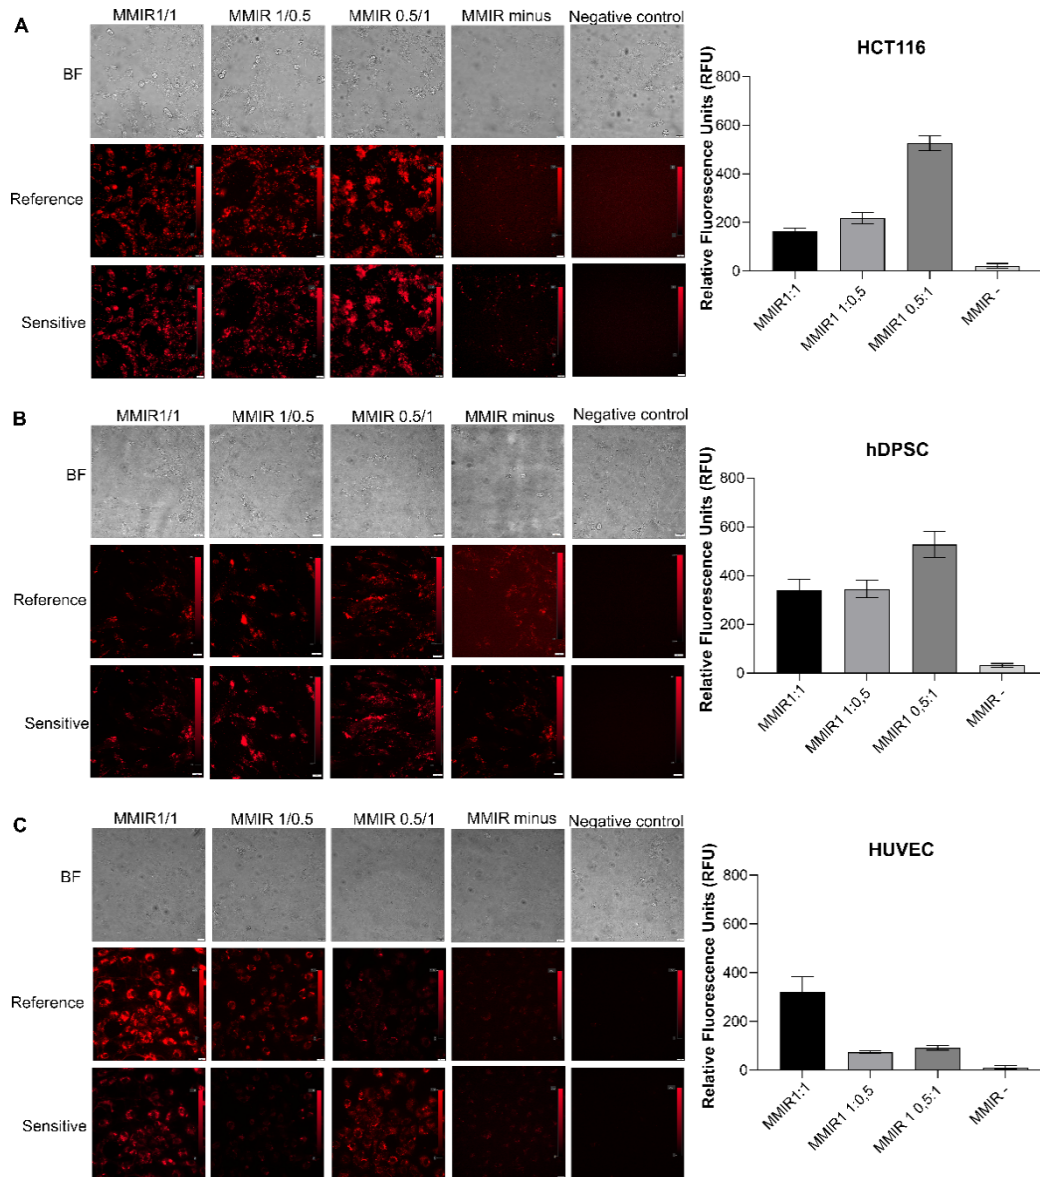 A
MMIR1/1 MMIR 1/0.5 MMIR 0.5/1 MMIR minus Negative control
BF
Reference
Sensitive
HCT116
Relative Fluorescence Units (RFU)
800
600
400
200
0
MMIR1:1
MMIR1 1:0,5
MMIR1 0,5:1
MMIR -
B
MMIR1/1 MMIR 1/0.5 MMIR 0.5/1 MMIR minus Negative control
BF
Reference
Sensitive
hDPSC
Relative Fluorescence Units (RFU)
800
600
400
200
0
MMIR1:1
MMIR1 1:0,5
MMIR1 0,5:1
MMIR -
C
MMIR1/1 MMIR 1/0.5 MMIR 0.5/1 MMIR minus Negative control
BF
Reference
Sensitive
HUVEC
Relative Fluorescence Units (RFU)
800
600
400
200
0
MMIR1:1
MMIR1 1:0,5
MMIR 1 0,5:1
MMIR -